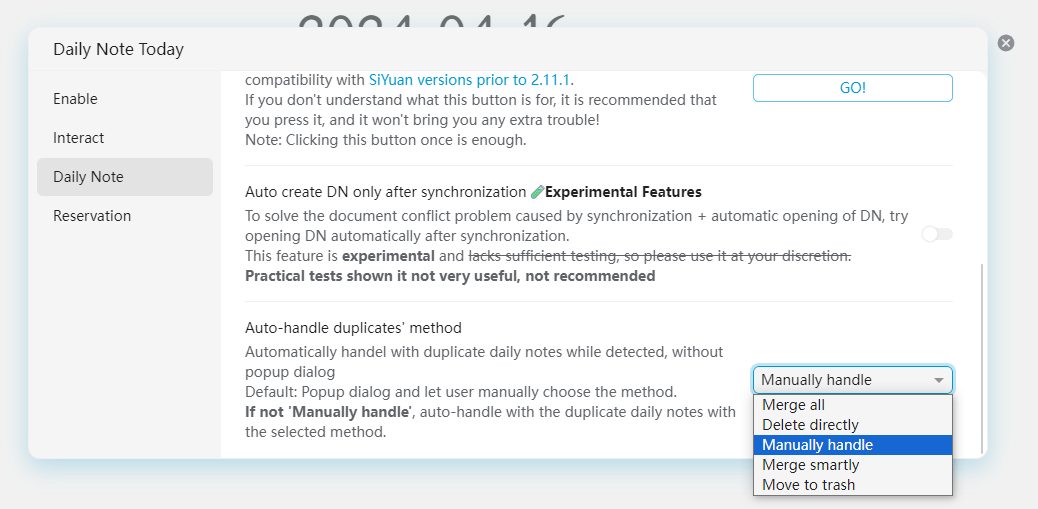 2024-04-16
Daily Note Today
Enable
Interact
Daily Note
Reservation
compatibility with SiYuan versions prior to 2.11.1.
If you don't understand what this button is for, it is recommended that
you press it, and it won't bring you any extra trouble!
Note: Clicking this button once is enough.
GO!
Auto create DN only after synchronization 🧪Experimental Features
To solve the document conflict problem caused by synchronization + automatic opening of DN, try
opening DN automatically after synchronization.
This feature is experimental and lacks sufficient testing, so please use it at your discretion.
Practical tests shown it not very useful, not recommended
Auto-handle duplicates' method
Automatically handel with duplicate daily notes while detected, without
popup dialog
Default: Popup dialog and let user manually choose the method.
If not 'Manually handle', auto-handle with the duplicate daily notes with
the selected method.
Manually handle
Merge all
Delete directly
Manually handle
Merge smartly
Move to trash